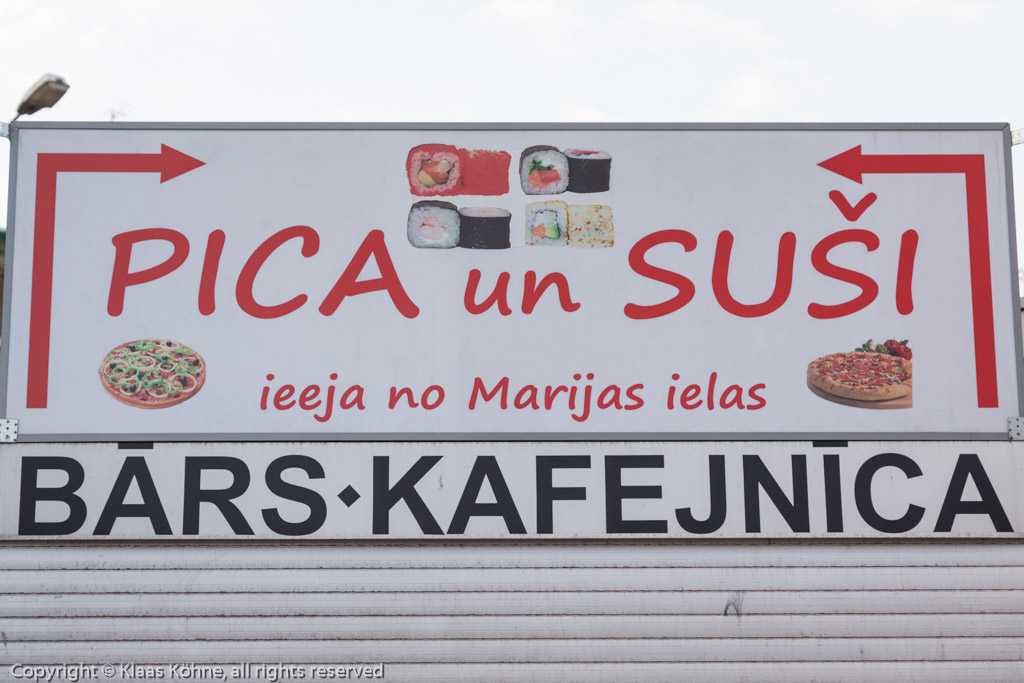 PICA un SUŠI
ieeja no Marijas ielas
BĀRS·KAFEJNĪCA
Copyright © Klaas Köhne, all rights reserved